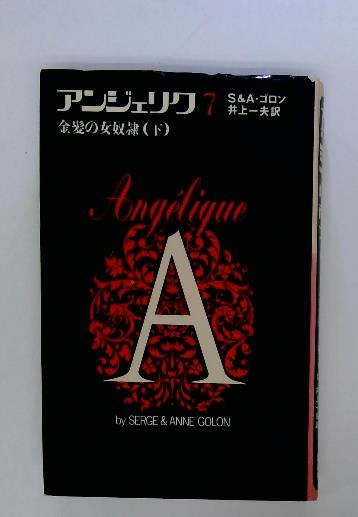 アンジェリク 7
S&A・ゴロン
井上一夫訳
金髪の女奴隷(下)
Angélique
A
by SERGE & ANNE GOLON